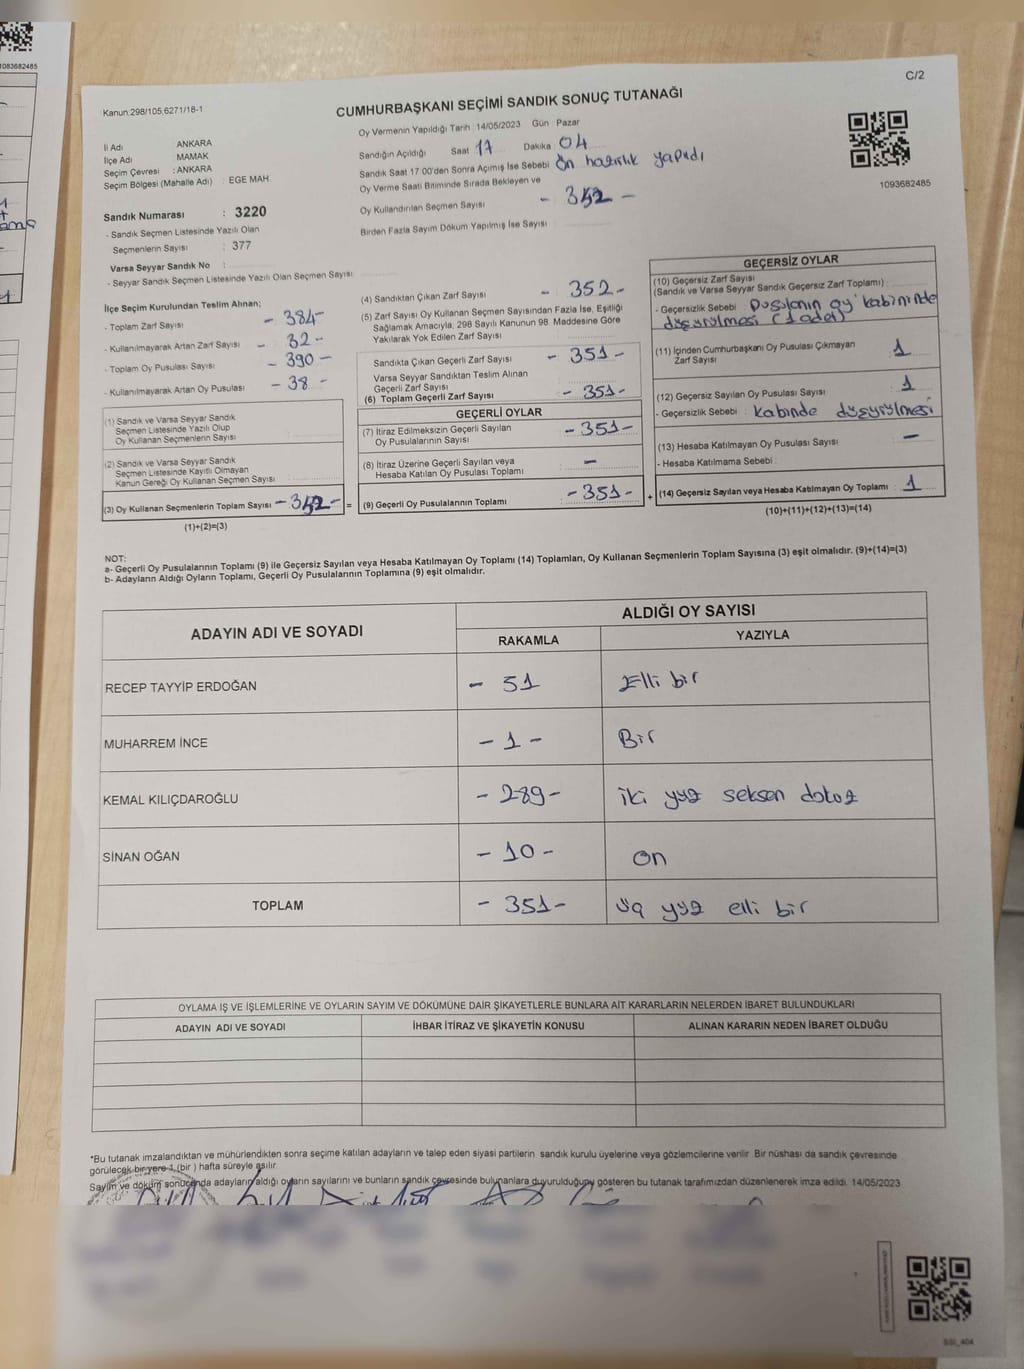 1083682485
C/2
Kanun:298/105,6271/18-1
CUMHURBAŞKANI SEÇİMİ SANDIK SONUÇ TUTANAĞI
İl Adı ANKARA
İlçe Adı MAMAK
Seçim Çevresi : ANKARA
Seçim Bölgesi (Mahalle Adı) : EGE MAH.
Sandık Numarası : 3220
- Sandık Seçmen Listesinde Yazılı Olan
Seçmenlerin Sayısı : 377
Varsa Seyyar Sandık No :
- Seyyar Sandık Seçmen Listesinde Yazılı Olan Seçmen Sayısı
Oy Vermenin Yapıldığı Tarih : 14/05/2023 Gün : Pazar
Sandığın Açıldığı Saat 17 Dakika 04
Sandık Saat 17 00'den Sonra Açımış İse Sebebi Ön hazırlık yapıldı
Oy Verme Saati Bitiminde Sırada Bekleyen ve
Oy Kullandırılan Seçmen Sayısı - 352 -
Birden Fazla Sayım Döküm Yapılmış İse Sayısı
1093682485
İlçe Seçim Kurulundan Teslim Alınan;
- Toplam Zarf Sayısı - 384-
- Kullanılmayarak Artan Zarf Sayısı - 32-
- Toplam Oy Pusulası Sayısı - 390 -
- Kullanılmayarak Artan Oy Pusulası - 38 -
(1) Sandık ve Varsa Seyyar Sandık
Seçmen Listesinde Yazılı Olup
Oy Kullanan Seçmenlerin Sayısı
(2) Sandık ve Varsa Seyyar Sandık
Seçmen Listesinde Kayıtlı Olmayan
Kanun Gereği Oy Kullanan Seçmen Sayısı
(3) Oy Kullanan Seçmenlerin Toplam Sayısı - 352 - =
(1)+(2)=(3)
(4) Sandıktan Çıkan Zarf Sayısı - 352-
(5) Zarf Sayısı Oy Kullanan Seçmen Sayısından Fazla İse, Eşitliği
Sağlamak Amacıyla, 298 Sayılı Kanunun 98. Maddesine Göre
Yakılarak Yok Edilen Zarf Sayısı
Sandıkta Çıkan Geçerli Zarf Sayısı - 351 -
Varsa Seyyar Sandıktan Teslim Alınan
Geçerli Zarf Sayısı
(6) Toplam Geçerli Zarf Sayısı - 351-
GEÇERLİ OYLAR
(7) İtiraz Edilmeksizin Geçerli Sayılan
Oy Pusulalarının Sayısı - 351-
(8) İtiraz Üzerine Geçerli Sayılan veya
Hesaba Katılan Oy Pusulası Toplamı -
(9) Geçerli Oy Pusulalarının Toplamı - 351- +
GEÇERSİZ OYLAR
(10) Geçersiz Zarf Sayısı
(Sandık ve Varsa Seyyar Sandık Geçersiz Zarf Toplamı) :
- Geçersizlik Sebebi : Pusulanın oy kabininde
düşürülmesi (1 adet)
(11) İçinden Cumhurbaşkanı Oy Pusulası Çıkmayan
Zarf Sayısı 1
(12) Geçersiz Sayılan Oy Pusulası Sayısı : 1
- Geçersizlik Sebebi : kabinde düşürülmesi
(13) Hesaba Katılmayan Oy Pusulası Sayısı : -
- Hesaba Katılmama Sebebi :
(14) Geçersiz Sayılan veya Hesaba Katılmayan Oy Toplamı : 1
(10)+(11)+(12)+(13)=(14)
NOT:
a- Geçerli Oy Pusulalarının Toplamı (9) ile Geçersiz Sayılan veya Hesaba Katılmayan Oy Toplamı (14) Toplamları, Oy Kullanan Seçmenlerin Toplam Sayısına (3) eşit olmalıdır. (9)+(14)=(3)
b- Adayların Aldığı Oyların Toplamı, Geçerli Oy Pusulalarının Toplamına (9) eşit olmalıdır.
ADAYIN ADI VE SOYADI ALDIĞI OY SAYISI
RAKAMLA YAZIYLA
RECEP TAYYİP ERDOĞAN - 51 Elli bir
MUHARREM İNCE - 1 - Bir
KEMAL KILIÇDAROĞLU - 289- iki yüz seksen dokuz
SİNAN OĞAN - 10 - on
TOPLAM - 351- üç yüz elli bir
OYLAMA İŞ VE İŞLEMLERİNE VE OYLARIN SAYIM VE DÖKÜMÜNE DAİR ŞİKAYETLERLE BUNLARA AİT KARARLARIN NELERDEN İBARET BULUNDUKLARI
ADAYIN ADI VE SOYADI İHBAR İTİRAZ VE ŞİKAYETİN KONUSU ALINAN KARARIN NEDEN İBARET OLDUĞU
*Bu tutanak imzalandıktan ve mühürlendikten sonra seçime katılan adayların ve talep eden siyasi partilerin sandık kurulu üyelerine veya gözlemcilerine verilir. Bir nüshası da sandık çevresinde
görülecek bir yere 1 (bir ) hafta süreyle asılır.
Sayım ve döküm sonucunda adayların aldığı oyların sayılarını ve bunların sandık çevresinde bulunanlara duyurulduğunu gösteren bu tutanak tarafımızdan düzenlenerek imza edildi. 14/05/2023